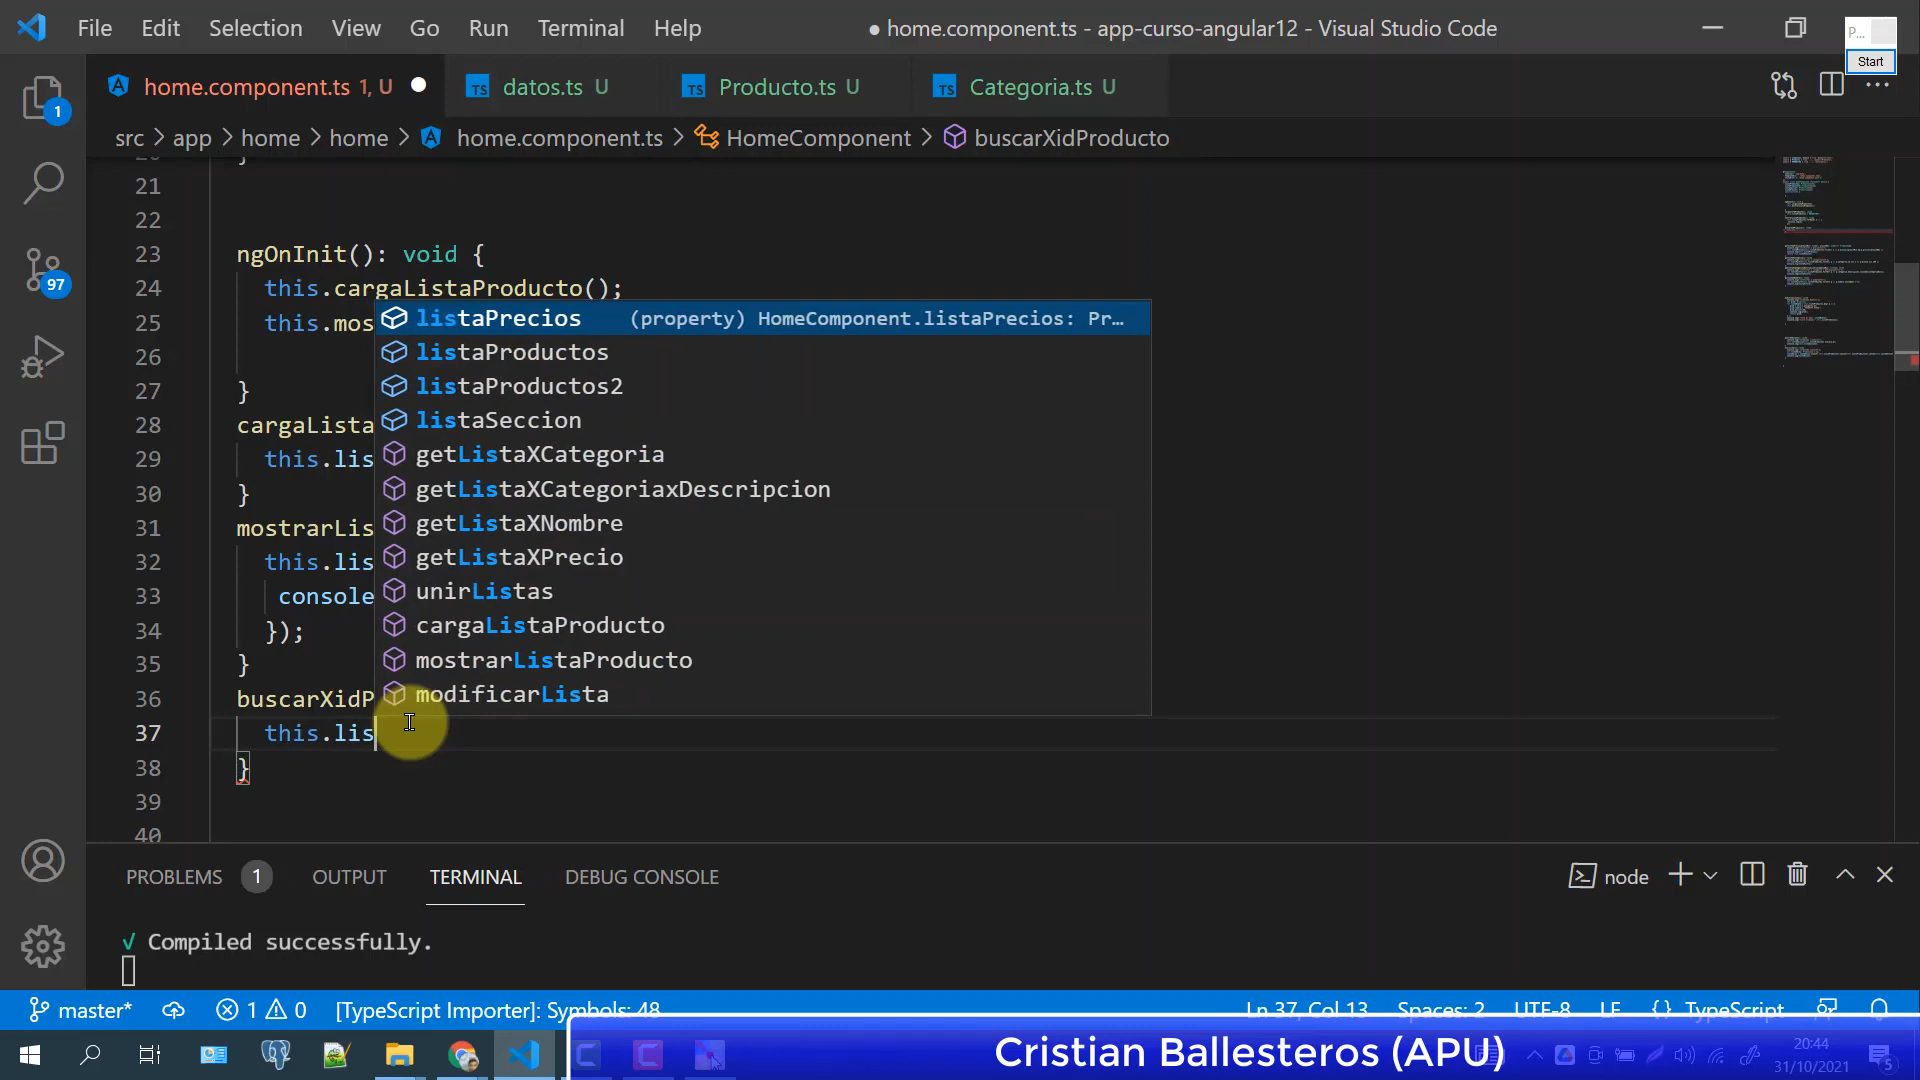 File Edit Selection View Go Run Terminal Help ● home.component.ts - app-curso-angular12 - Visual Studio Code
P...
Start
home.component.ts 1, U ● TS datos.ts U TS Producto.ts U TS Categoria.ts U ...
1
src > app > home > home > home.component.ts > HomeComponent > buscarXidProducto
21
22
23 ngOnInit(): void {
24 this.cargaListaProducto();
25 this.mos
26
27 }
28 cargaLista
29 this.lis
30 }
31 mostrarLis
32 this.lis
33 console
34 });
35 }
36 buscarXidP
37 this.lis
38 }
39
40
listaPrecios (property) HomeComponent.listaPrecios: Pr…
listaProductos
listaProductos2
listaSeccion
getListaXCategoria
getListaXCategoriaxDescripcion
getListaXNombre
getListaXPrecio
unirListas
cargaListaProducto
mostrarListaProducto
modificarLista
97
PROBLEMS 1 OUTPUT TERMINAL DEBUG CONSOLE node
√ Compiled successfully.
master* 1 0 [TypeScript Importer]: Symbols: 48 Ln 37, Col 13 Spaces: 2 UTF-8 LF {} TypeScript
Cristian Ballesteros (APU)
20:44
31/10/2021
5